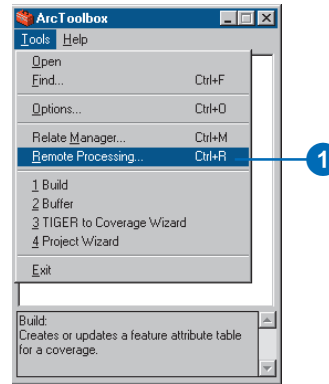 ArcToolbox
Tools Help
Open
Find... Ctrl+F
Options... Ctrl+O
Relate Manager... Ctrl+M
Remote Processing... Ctrl+R
1
1 Build
2 Buffer
3 TIGER to Coverage Wizard
4 Project Wizard
Exit
Build:
Creates or updates a feature attribute table
for a coverage.